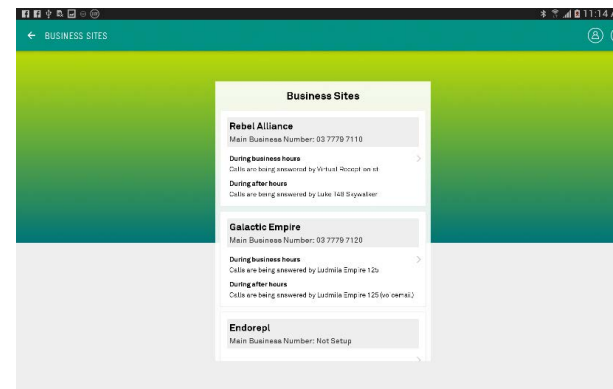 11:14
BUSINESS SITES
Business Sites
Rebel Alliance
Main Business Number: 03 7779 7110
During business hours
Calls are being answered by Virtual Reception st
During after hours
Calls are being answered by Luke 148 Skywalker
Galactic Empire
Main Business Number: 03 7779 7120
During business hours
Calls are being answered by Ludmila Empire 125
During after hours
Calls are being answered by Ludmila Empire 125 (voicemail)
Endorepl
Main Business Number: Not Setup